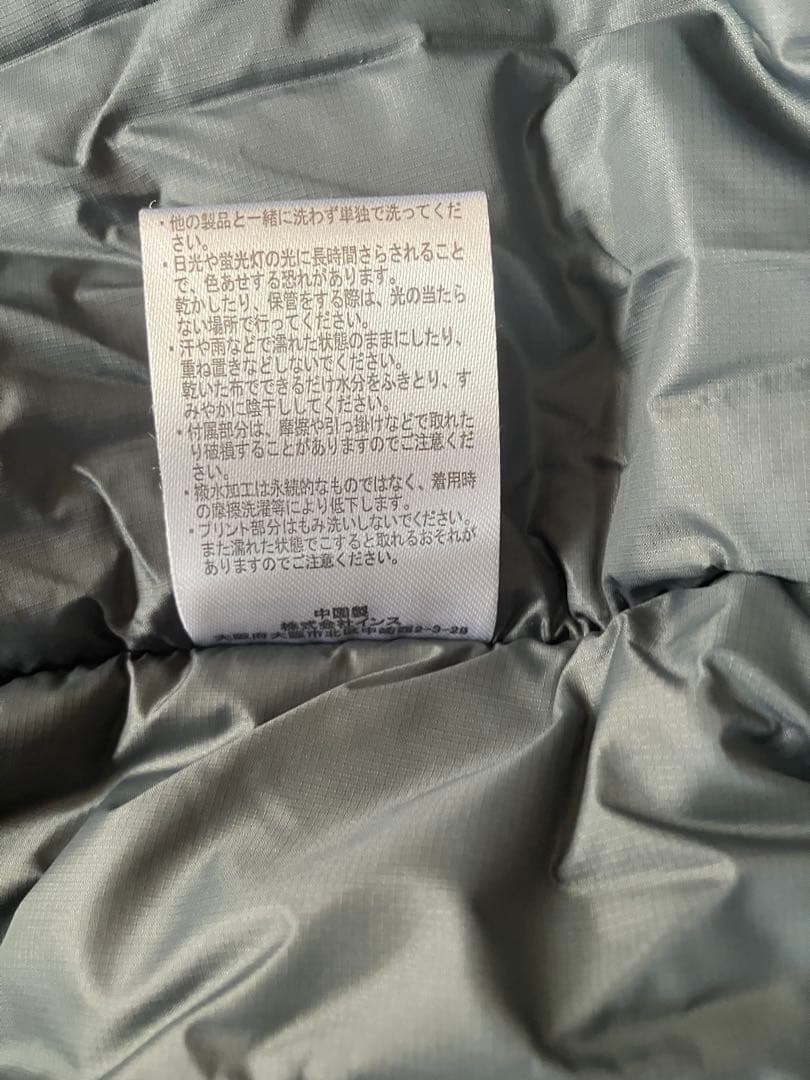 ・他の製品と一緒に洗わず単独で洗ってくだ
さい。
・日光や蛍光灯の光に長時間さらされること
で、色あせする恐れがあります。
乾かしたり、保管をする際は、光の当たら
ない場所で行ってください。
・汗や雨などで濡れた状態のままにしたり、
重ね置きなどしないでください。
乾いた布でできるだけ水分をふきとり、す
みやかに陰干ししてください。
・付属部分は、摩擦や引っ掛けなどで取れた
り破損することがありますのでご注意くだ
さい。
・撥水加工は永続的なものではなく、着用時
の摩擦洗濯等により低下します。
・プリント部分はもみ洗いしないでください。
また濡れた状態でこすると取れるおそれが
ありますのでご注意ください。
中国製
株式会社インス
大阪府大阪市北区中崎西2-3-28